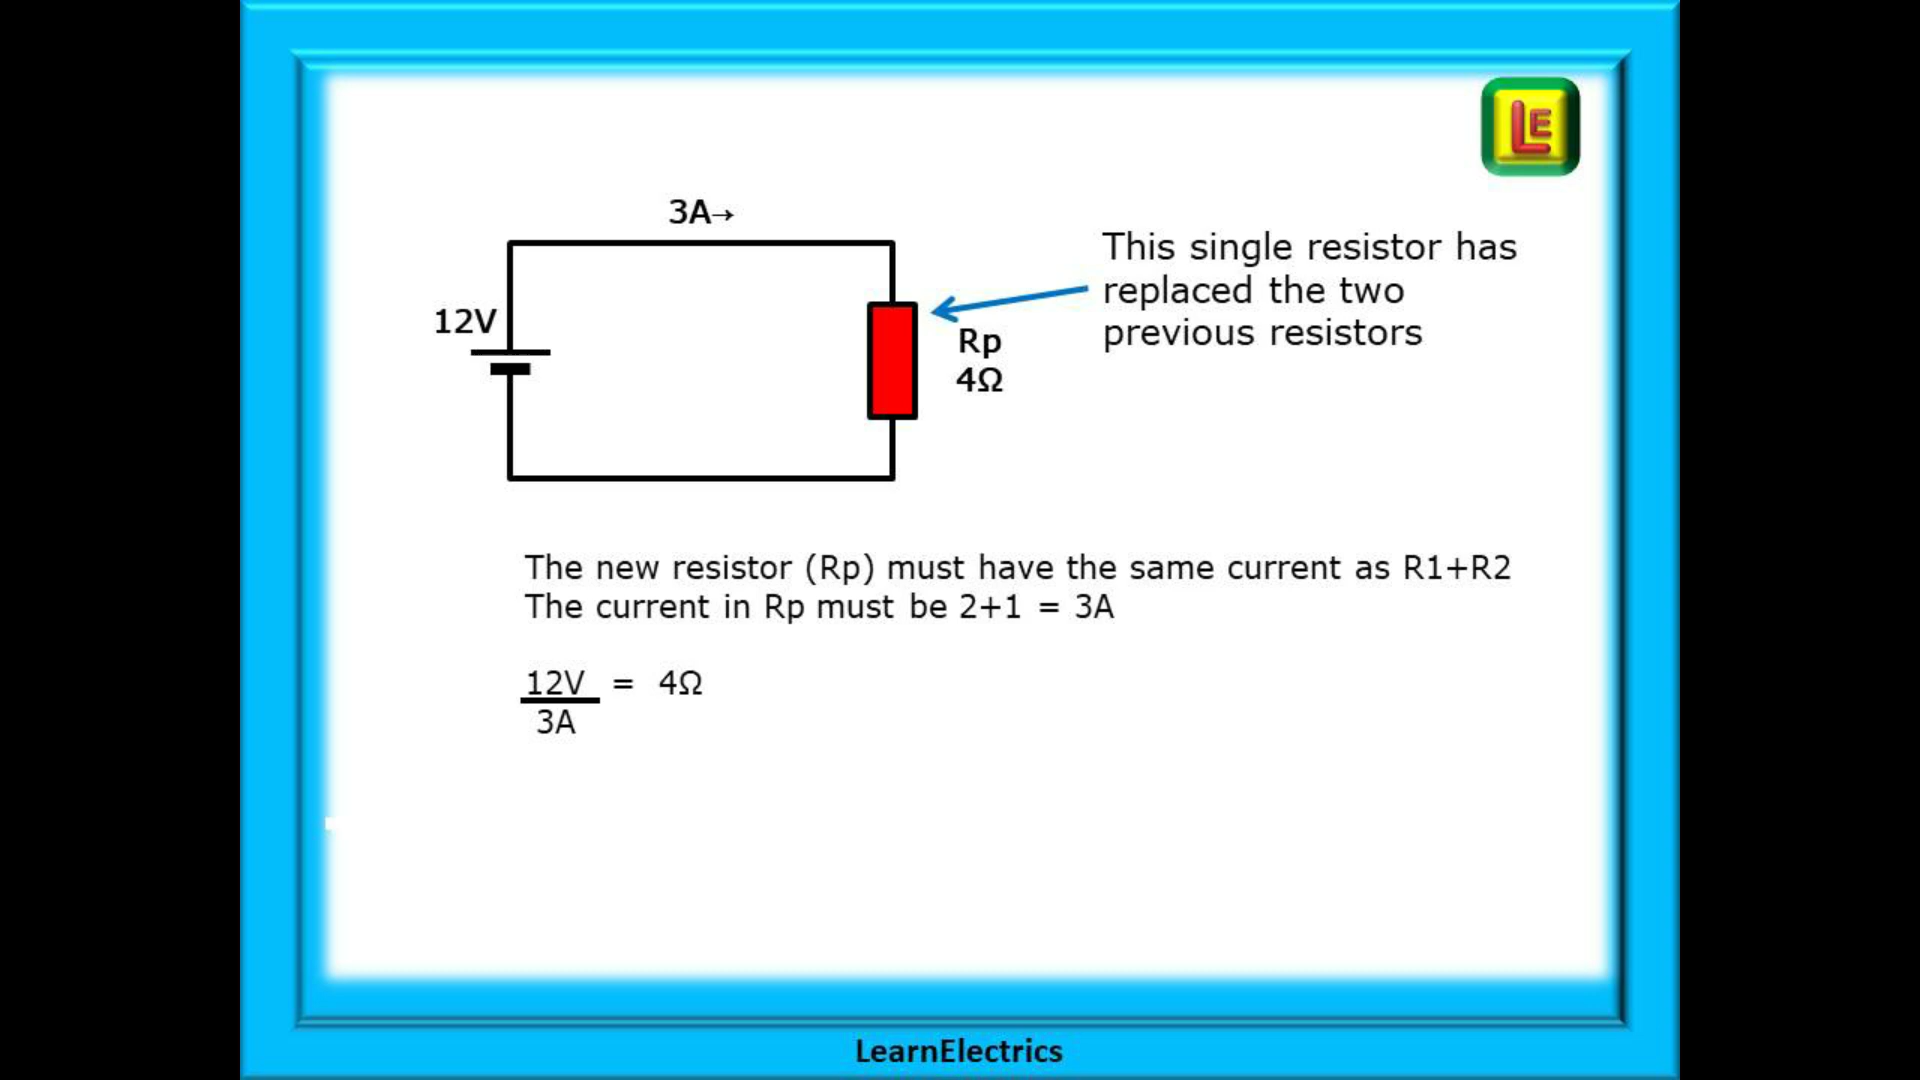 LE
3A→
This single resistor has
replaced the two
previous resistors
12V
Rp
4Ω
The new resistor (Rp) must have the same current as R1+R2
The current in Rp must be 2+1 = 3A
12V = 4Ω
3A
LearnElectrics